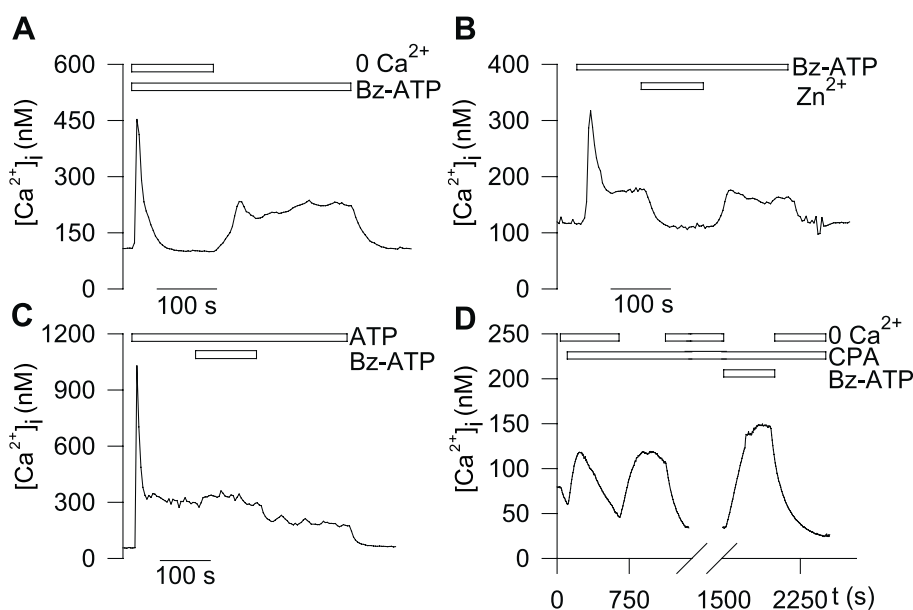 A
0 Ca2+
Bz-ATP
600
450
300
150
0
[Ca2+]i (nM)
100 s
B
Bz-ATP
Zn2+
400
300
200
100
0
[Ca2+]i (nM)
100 s
C
ATP
Bz-ATP
1200
900
600
300
0
[Ca2+]i (nM)
100 s
D
0 Ca2+
CPA
Bz-ATP
250
200
150
100
50
0
[Ca2+]i (nM)
0 750 1500 2250 t (s)